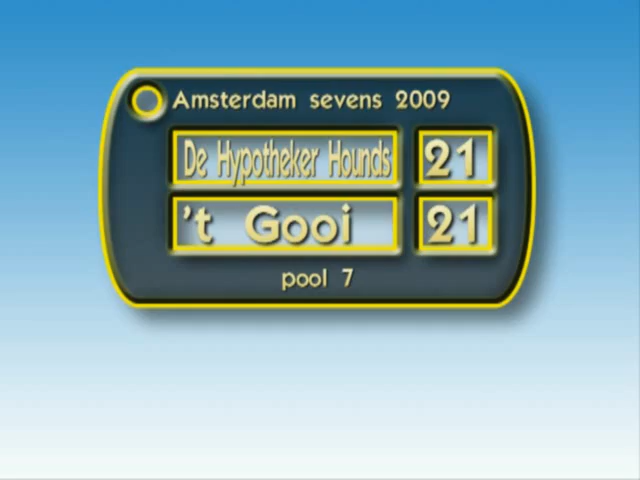 Amsterdam sevens 2009
De Hypotheker Hounds 21
't Gooi 21
pool 7